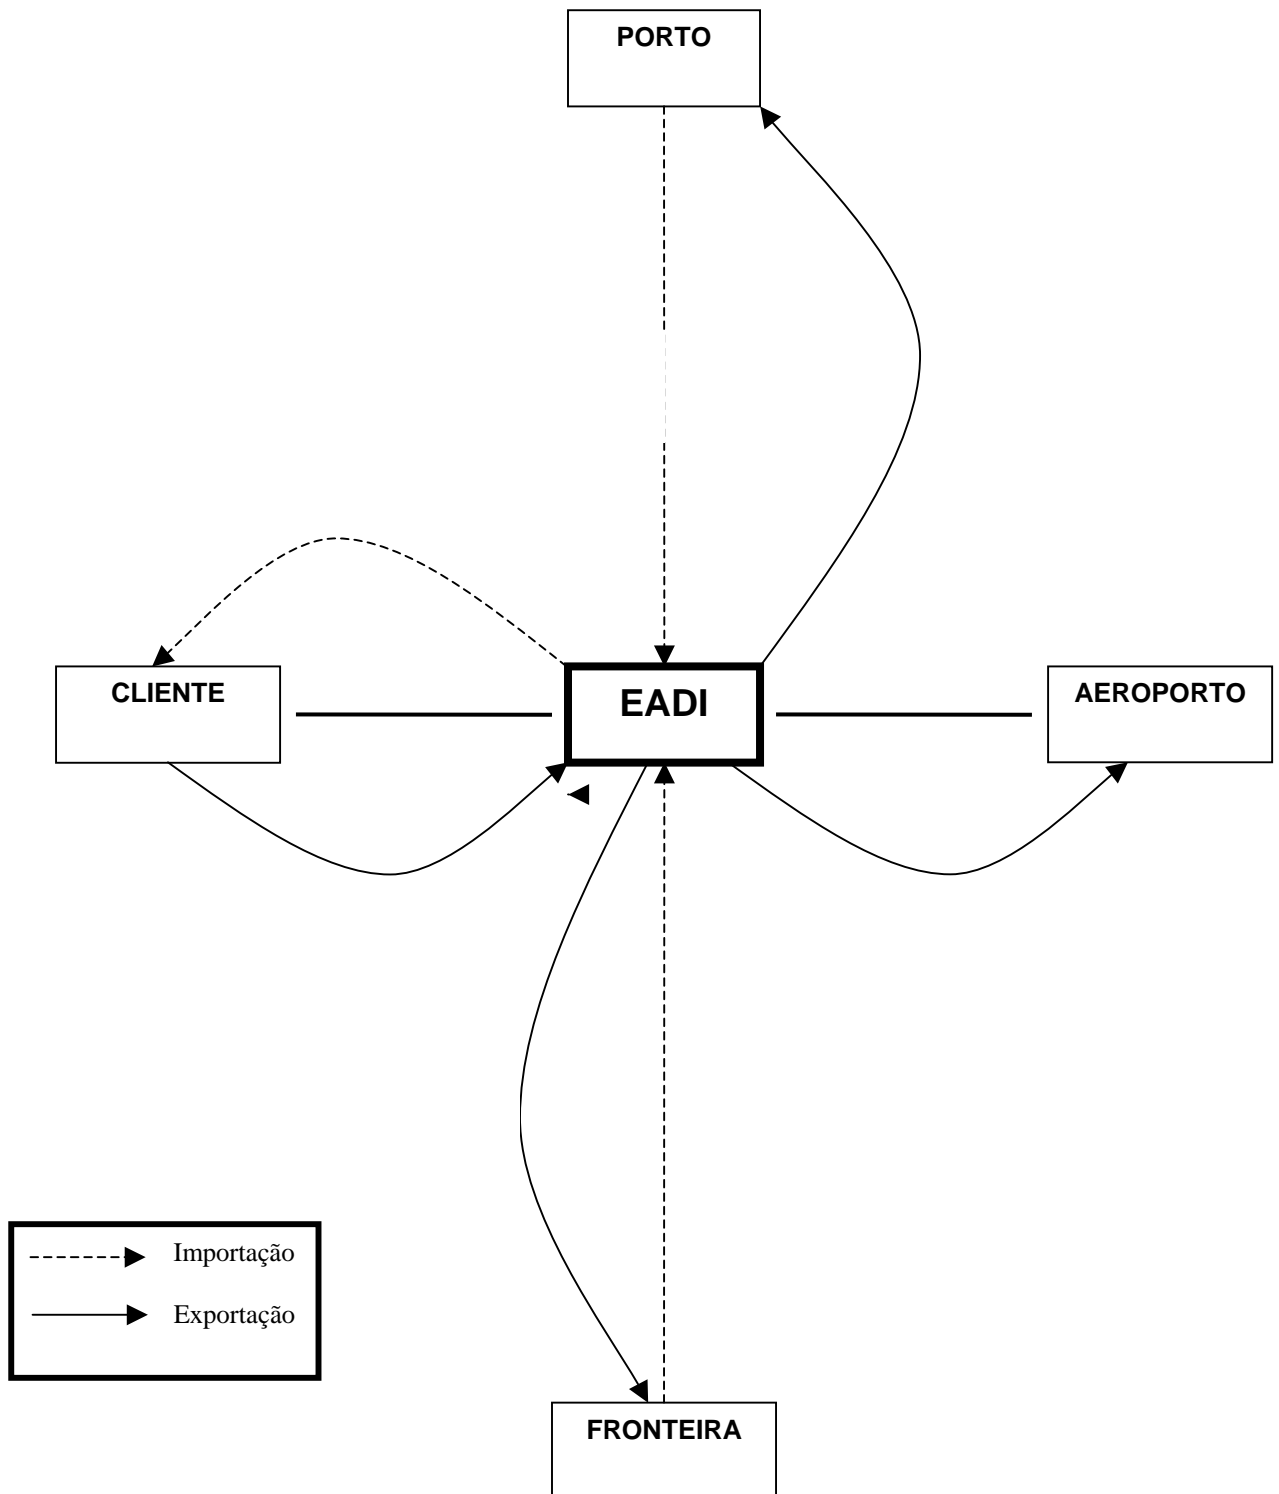 PORTO
CLIENTE
EADI
AEROPORTO
Importação
Exportação
FRONTEIRA